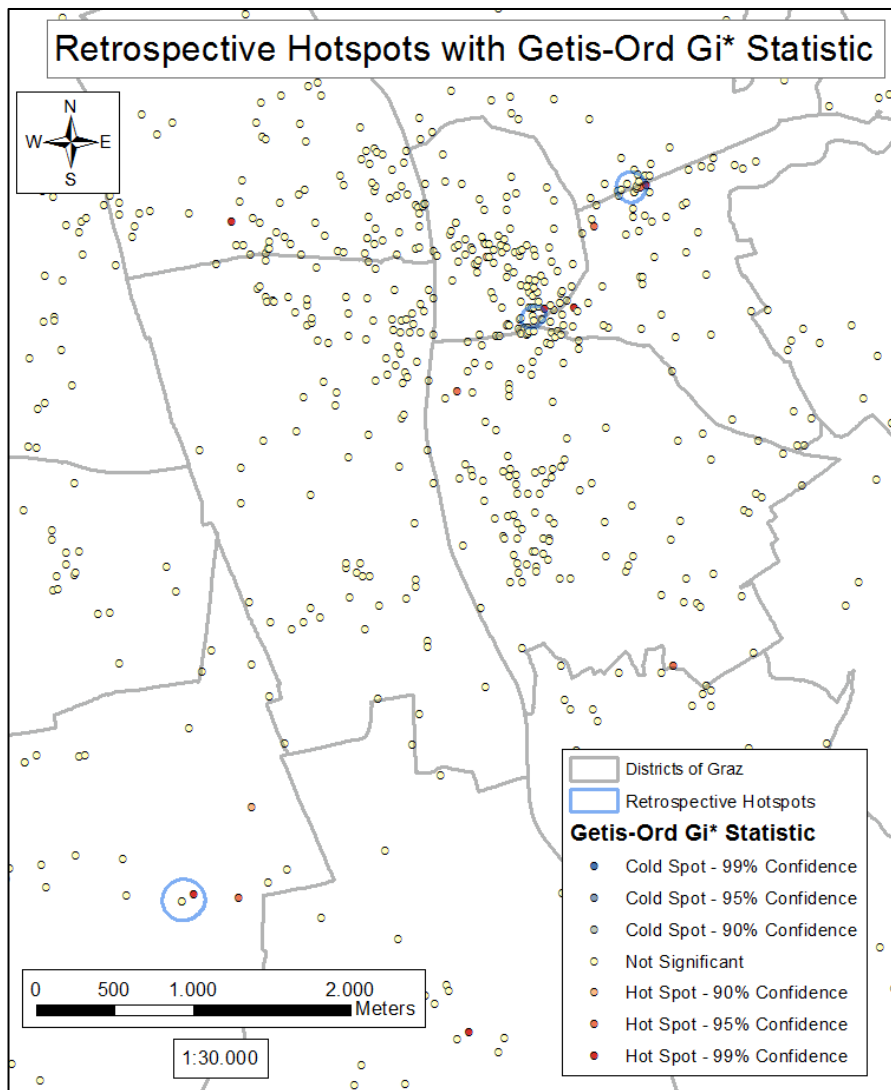 Retrospective Hotspots with Getis-Ord Gi* Statistic
N
W E
S
Districts of Graz
Retrospective Hotspots
Getis-Ord Gi* Statistic
Cold Spot - 99% Confidence
Cold Spot - 95% Confidence
Cold Spot - 90% Confidence
Not Significant
Hot Spot - 90% Confidence
Hot Spot - 95% Confidence
Hot Spot - 99% Confidence
0 500 1.000 2.000
Meters
1:30.000